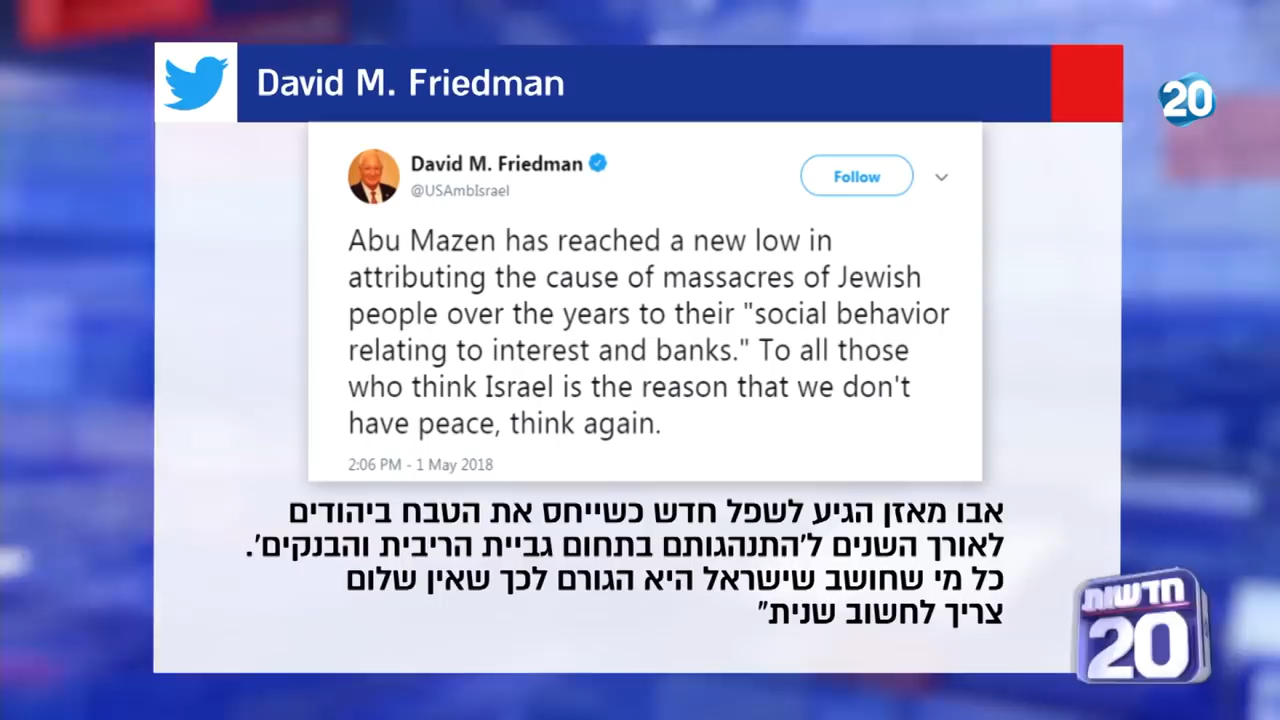 David M. Friedman
20
David M. Friedman
@USAmbIsrael
Follow
Abu Mazen has reached a new low in
attributing the cause of massacres of Jewish
people over the years to their "social behavior
relating to interest and banks." To all those
who think Israel is the reason that we don't
have peace, think again.
2:06 PM - 1 May 2018
אבו מאזן הגיע לשפל חדש כשייחס את הטבח ביהודים
לאורך השנים ל'התנהגותם בתחום גביית הריבית והבנקים'.
כל מי שחושב שישראל היא הגורם לכך שאין שלום
צריך לחשוב שנית"
חדשות
20